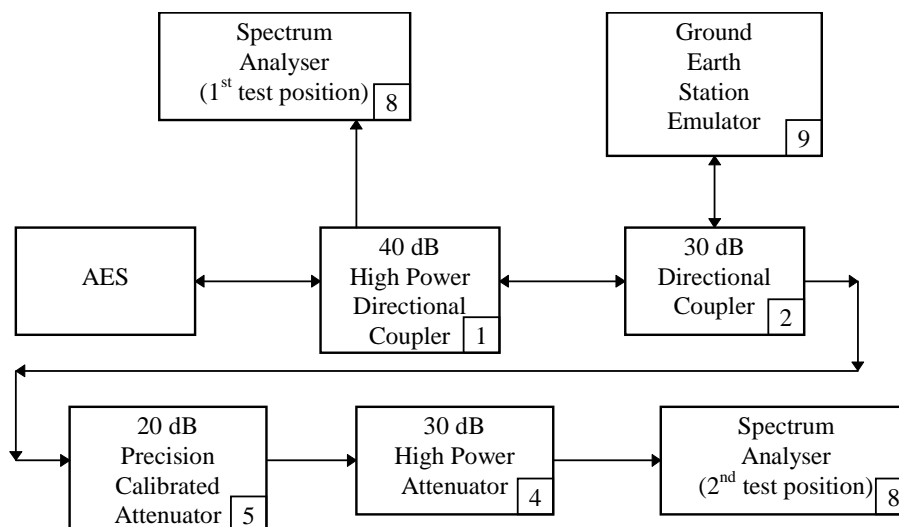 Spectrum
Analyser
(1st test position)
8
Ground
Earth
Station
Emulator
9
AES
40 dB
High Power
Directional
Coupler
1
30 dB
Directional
Coupler
2
20 dB
Precision
Calibrated
Attenuator
5
30 dB
High Power
Attenuator
4
Spectrum
Analyser
(2nd test position)
8